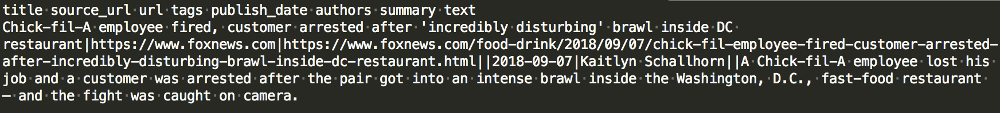 title source_url url tags publish_date authors summary text
Chick-fil-A employee fired, customer arrested after 'incredibly disturbing' brawl inside DC
restaurant|https://www.foxnews.com|https://www.foxnews.com/food-drink/2018/09/07/chick-fil-employee-fired-customer-arrested-
after-incredibly-disturbing-brawl-inside-dc-restaurant.html||2018-09-07|Kaitlyn Schallhorn||A Chick-fil-A employee lost his
job and a customer was arrested after the pair got into an intense brawl inside the Washington, D.C., fast-food restaurant
– and the fight was caught on camera.